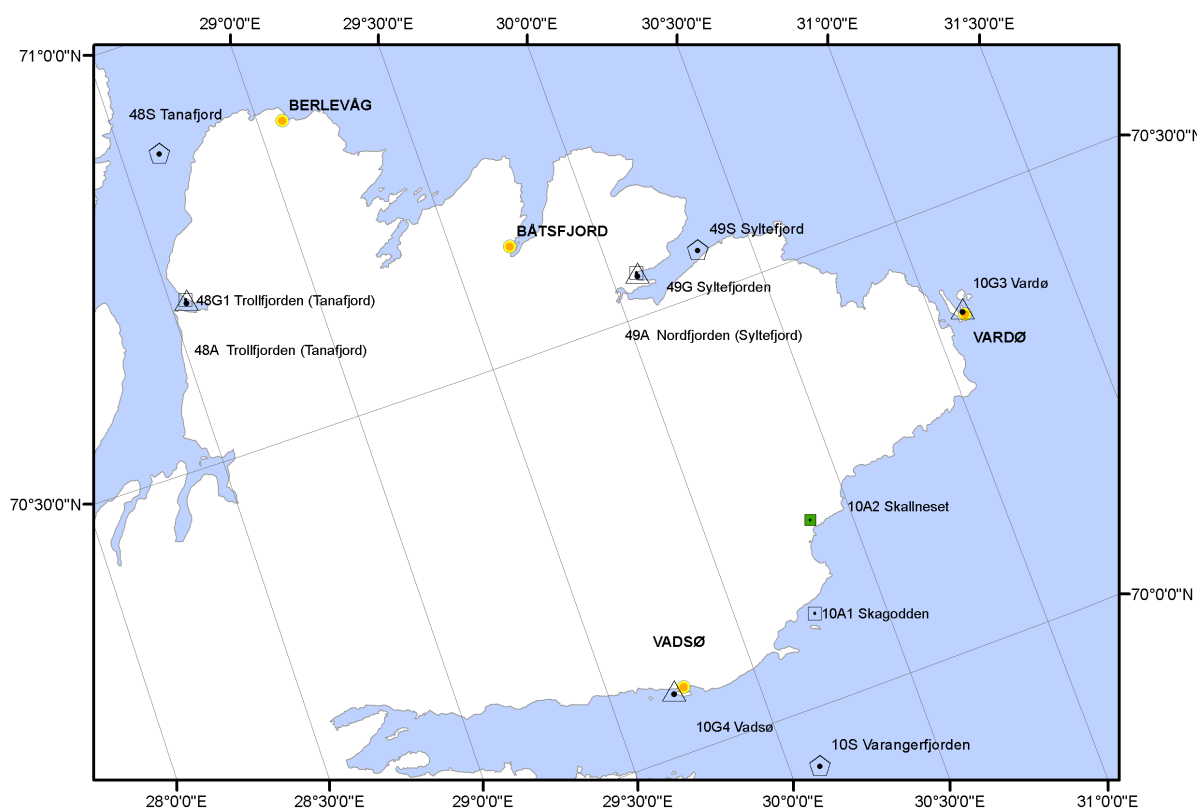 29°0'0"E
29°30'0"E
30°0'0"E
30°30'0"E
31°0'0"E
31°30'0"E
71°0'0"N
BERLEVÅG
48S Tanafjord
70°30'0"N
BÅTSFJORD
49S Syltefjord
49G Syltefjorden
10G3 Vardø
48G1 Trollfjorden (Tanafjord)
49A Nordfjorden (Syltefjord)
VARDØ
48A Trollfjorden (Tanafjord)
70°30'0"N
10A2 Skallneset
70°0'0"N
10A1 Skagodden
VADSØ
10G4 Vadsø
10S Varangerfjorden
28°0'0"E
28°30'0"E
29°0'0"E
29°30'0"E
30°0'0"E
30°30'0"E
31°0'0"E